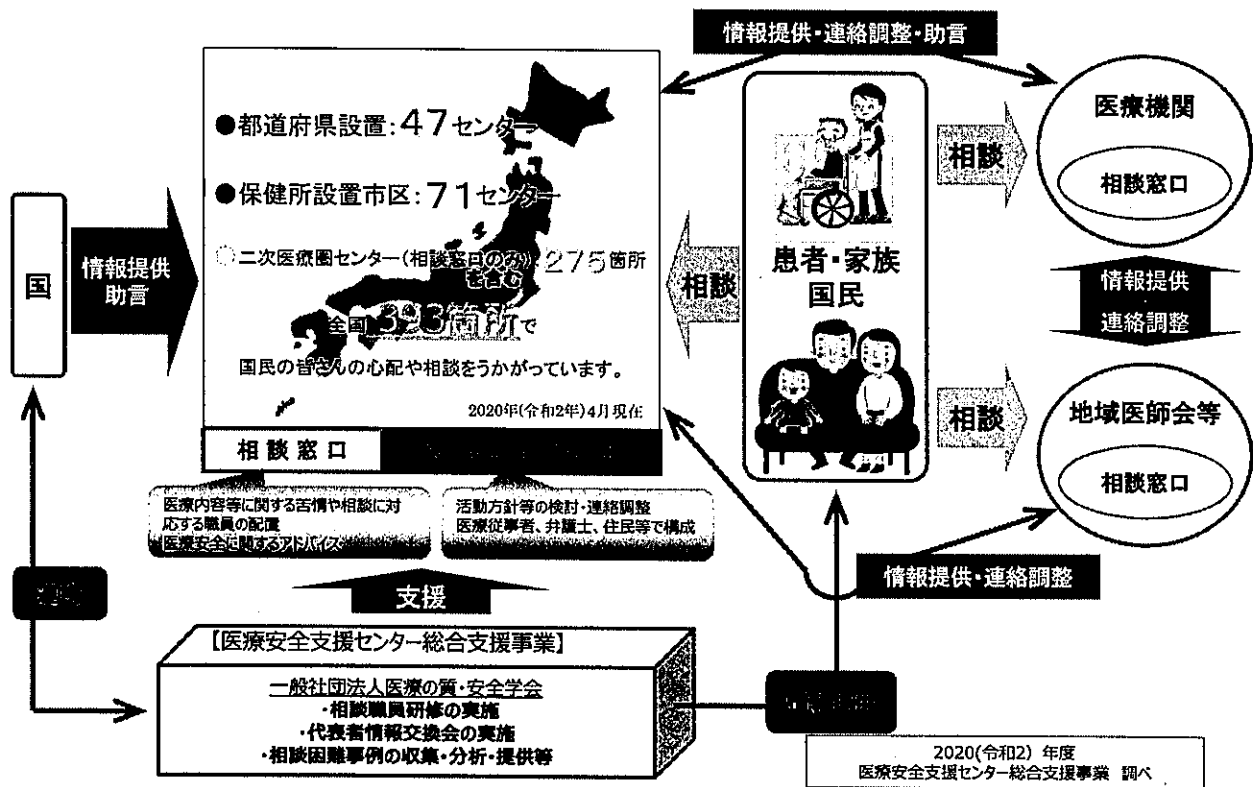 情報提供・連絡調整・助言
●都道府県設置：47センター
●保健所設置市区：71センター
○二次医療圏センター(相談窓口のみ) 275箇所
を含む
全国393箇所で
国民の皆さんの心配や相談をうかがっています。
2020年(令和2年)4月現在
相談窓口
国
情報提供
助言
相談
患者・家族
国民
相談
医療機関
相談窓口
情報提供
連絡調整
相談
地域医師会等
相談窓口
医療内容等に関する苦情や相談に対
応する職員の配置
医療安全に関するアドバイス
活動方針等の検討・連絡調整
医療従事者、弁護士、住民等で構成
情報提供・連絡調整
支援
【医療安全支援センター総合支援事業】
一般社団法人医療の質・安全学会
・相談職員研修の実施
・代表者情報交換会の実施
・相談困難事例の収集・分析・提供等
2020(令和2) 年度
医療安全支援センター総合支援事業 調べ